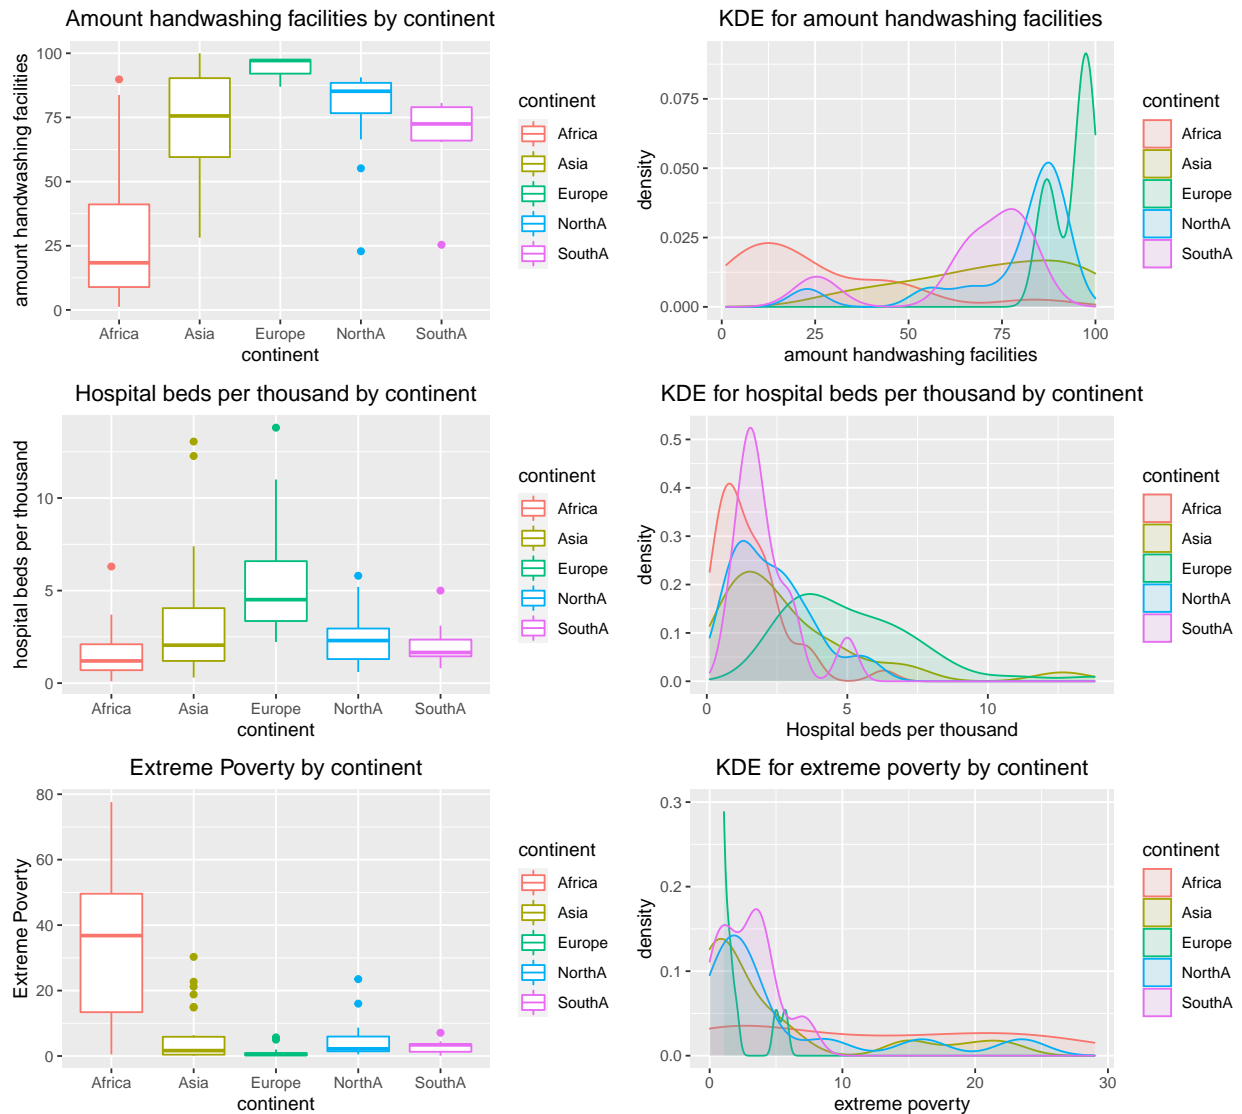 Amount handwashing facilities by continent
amount handwashing facilities
100
75
50
25
0
Africa Asia Europe NorthA SouthA
continent
continent
Africa
Asia
Europe
NorthA
SouthA
KDE for amount handwashing facilities
density
0.075
0.050
0.025
0.000
0 25 50 75 100
amount handwashing facilities
continent
Africa
Asia
Europe
NorthA
SouthA
Hospital beds per thousand by continent
hospital beds per thousand
10
5
0
Africa Asia Europe NorthA SouthA
continent
continent
Africa
Asia
Europe
NorthA
SouthA
KDE for hospital beds per thousand by continent
density
0.5
0.4
0.3
0.2
0.1
0.0
0 5 10
Hospital beds per thousand
continent
Africa
Asia
Europe
NorthA
SouthA
Extreme Poverty by continent
Extreme Poverty
80
60
40
20
0
Africa Asia Europe NorthA SouthA
continent
continent
Africa
Asia
Europe
NorthA
SouthA
KDE for extreme poverty by continent
density
0.3
0.2
0.1
0.0
0 10 20 30
extreme poverty
continent
Africa
Asia
Europe
NorthA
SouthA